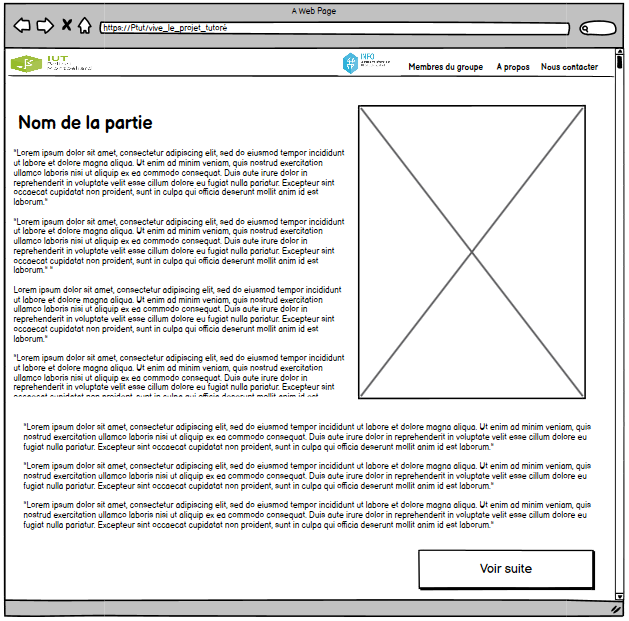 A Web Page
https://Ptut/vive_le_projet_tutoré
IUT
INFO
Membres du groupe A propos Nous contacter
Nom de la partie
"Lorem ipsum dolor sit amet, consectetur adipiscing elit, sed do eiusmod tempor incididunt
ut labore et dolore magna aliqua. Ut enim ad minim veniam, quis nostrud exercitation
ullamco laboris nisi ut aliquip ex ea commodo consequat. Duis aute irure dolor in
reprehenderit in voluptate velit esse cillum dolore eu fugiat nulla pariatur. Excepteur sint
occaecat cupidatat non proident, sunt in culpa qui officia deserunt mollit anim id est
laborum."
"Lorem ipsum dolor sit amet, consectetur adipiscing elit, sed do eiusmod tempor incididunt
ut labore et dolore magna aliqua. Ut enim ad minim veniam, quis nostrud exercitation
ullamco laboris nisi ut aliquip ex ea commodo consequat. Duis aute irure dolor in
reprehenderit in voluptate velit esse cillum dolore eu fugiat nulla pariatur. Excepteur sint
occaecat cupidatat non proident, sunt in culpa qui officia deserunt mollit anim id est
laborum." "
Lorem ipsum dolor sit amet, consectetur adipiscing elit, sed do eiusmod tempor incididunt
ut labore et dolore magna aliqua. Ut enim ad minim veniam, quis nostrud exercitation
ullamco laboris nisi ut aliquip ex ea commodo consequat. Duis aute irure dolor in
reprehenderit in voluptate velit esse cillum dolore eu fugiat nulla pariatur. Excepteur sint
occaecat cupidatat non proident, sunt in culpa qui officia deserunt mollit anim id est
laborum."
"Lorem ipsum dolor sit amet, consectetur adipiscing elit, sed do eiusmod tempor incididunt
ut labore et dolore magna aliqua. Ut enim ad minim veniam, quis nostrud exercitation
ullamco laboris nisi ut aliquip ex ea commodo consequat. Duis aute irure dolor in
reprehenderit in voluptate velit esse cillum dolore eu fugiat nulla pariatur. Excepteur sint
occaecat cupidatat non proident, sunt in culpa qui officia deserunt mollit anim id est
"Lorem ipsum dolor sit amet, consectetur adipiscing elit, sed do eiusmod tempor incididunt ut labore et dolore magna aliqua. Ut enim ad minim veniam, quis
nostrud exercitation ullamco laboris nisi ut aliquip ex ea commodo consequat. Duis aute irure dolor in reprehenderit in voluptate velit esse cillum dolore eu
fugiat nulla pariatur. Excepteur sint occaecat cupidatat non proident, sunt in culpa qui officia deserunt mollit anim id est laborum."
"Lorem ipsum dolor sit amet, consectetur adipiscing elit, sed do eiusmod tempor incididunt ut labore et dolore magna aliqua. Ut enim ad minim veniam, quis
nostrud exercitation ullamco laboris nisi ut aliquip ex ea commodo consequat. Duis aute irure dolor in reprehenderit in voluptate velit esse cillum dolore eu
fugiat nulla pariatur. Excepteur sint occaecat cupidatat non proident, sunt in culpa qui officia deserunt mollit anim id est laborum."
"Lorem ipsum dolor sit amet, consectetur adipiscing elit, sed do eiusmod tempor incididunt ut labore et dolore magna aliqua. Ut enim ad minim veniam, quis
nostrud exercitation ullamco laboris nisi ut aliquip ex ea commodo consequat. Duis aute irure dolor in reprehenderit in voluptate velit esse cillum dolore eu
fugiat nulla pariatur. Excepteur sint occaecat cupidatat non proident, sunt in culpa qui officia deserunt mollit anim id est laborum."
Voir suite